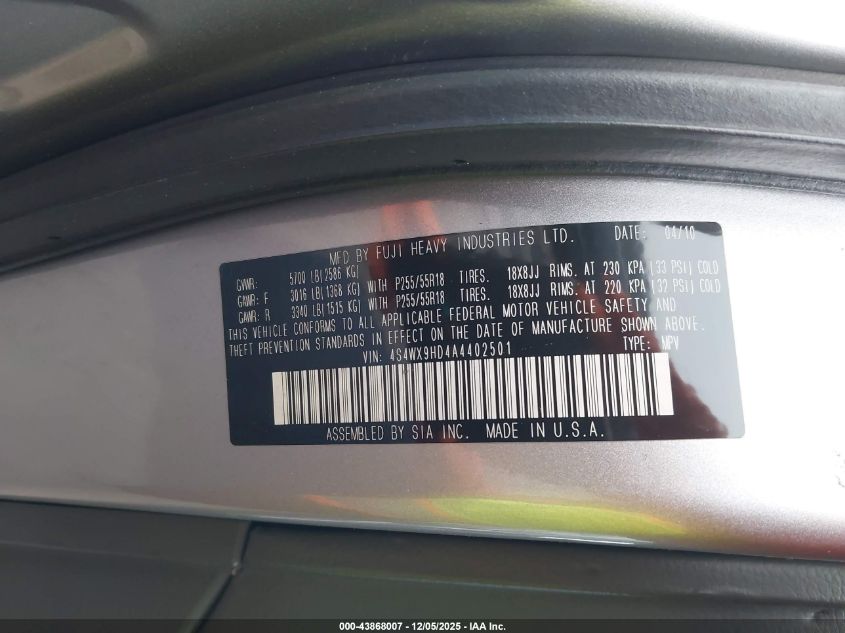 MFD BY FUJI HEAVY INDUSTRIES LTD. DATE: 04/10
GVWR: 5700 LB(2586 KG)
GAWR: F 3016 LB(1368 KG) WITH P255/55R18 TIRES. 18X8JJ RIMS. AT 230 KPA (33 PSI) COLD
GAWR: R 3340 LB(1515 KG) WITH P255/55R18 TIRES. 18X8JJ RIMS. AT 220 KPA (32 PSI) COLD
THIS VEHICLE CONFORMS TO ALL APPLICABLE FEDERAL MOTOR VEHICLE SAFETY AND
THEFT PREVENTION STANDARDS IN EFFECT ON THE DATE OF MANUFACTURE SHOWN ABOVE.
VIN: 4S4WX9HD4A4402501 TYPE: MPV
ASSEMBLED BY SIA INC. MADE IN U.S.A.
000-43868007 - 12/05/2025 - IAA Inc.